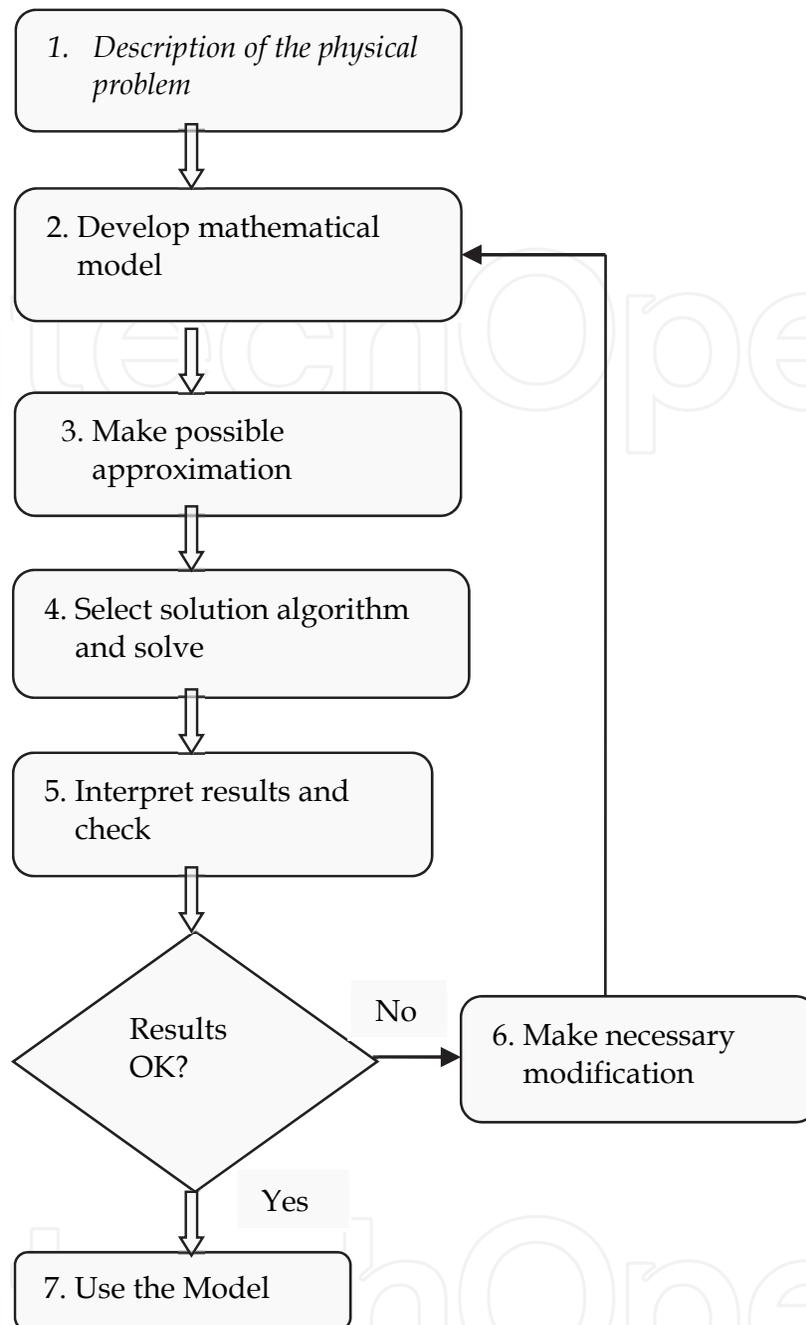 1. Description of the physical
problem
2. Develop mathematical
model
3. Make possible
approximation
4. Select solution algorithm
and solve
5. Interpret results and
check
Results
OK?
No
6. Make necessary
modification
Yes
7. Use the Model